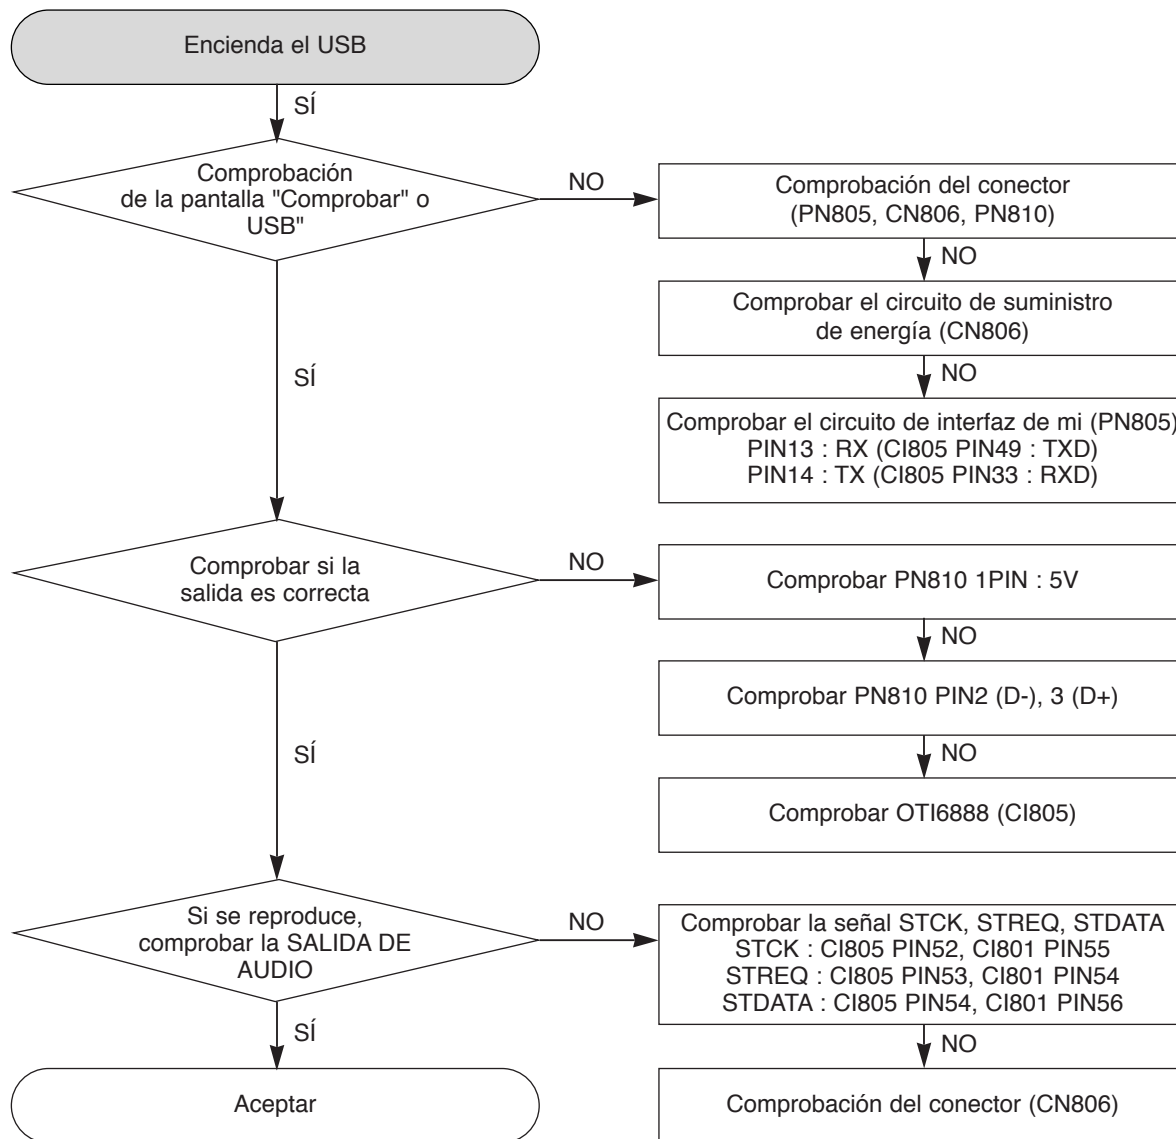 Encienda el USB
SÍ
Comprobación
de la pantalla "Comprobar" o
USB"
NO
Comprobación del conector
(PN805, CN806, PN810)
NO
Comprobar el circuito de suministro
de energía (CN806)
NO
Comprobar el circuito de interfaz de mi (PN805)
PIN13 : RX (CI805 PIN49 : TXD)
PIN14 : TX (CI805 PIN33 : RXD)
SÍ
Comprobar si la
salida es correcta
NO
Comprobar PN810 1PIN : 5V
NO
Comprobar PN810 PIN2 (D-), 3 (D+)
NO
Comprobar OTI6888 (CI805)
SÍ
Si se reproduce,
comprobar la SALIDA DE
AUDIO
NO
Comprobar la señal STCK, STREQ, STDATA
STCK : CI805 PIN52, CI801 PIN55
STREQ : CI805 PIN53, CI801 PIN54
STDATA : CI805 PIN54, CI801 PIN56
NO
Comprobación del conector (CN806)
SÍ
Aceptar